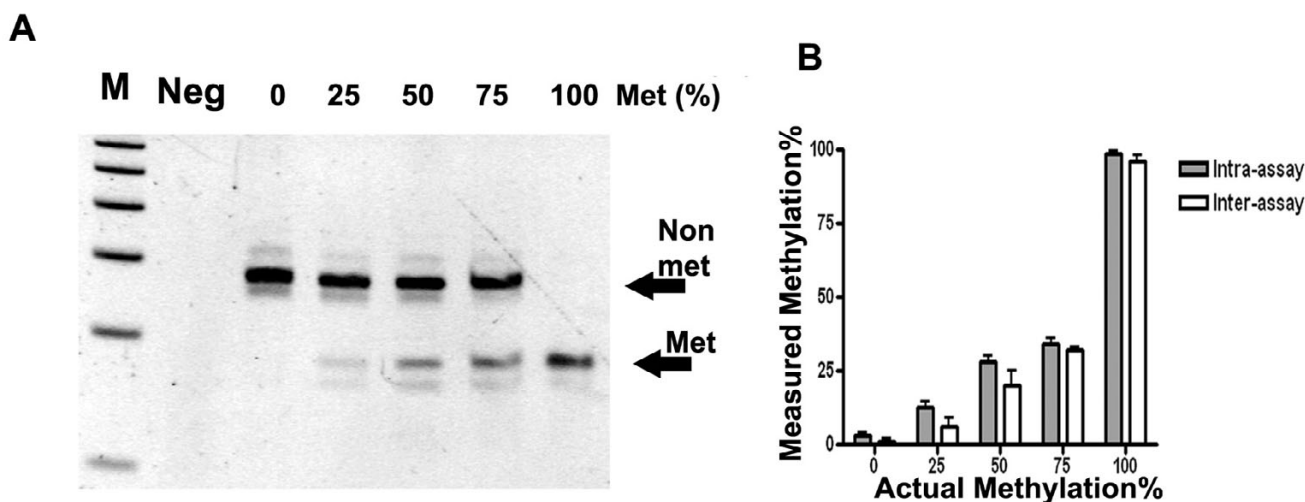 A
M Neg 0 25 50 75 100 Met (%)
Non
met
Met
B
Measured Methylation%
100
75
50
25
0
0 25 50 75 100
Actual Methylation%
Intra-assay
Inter-assay